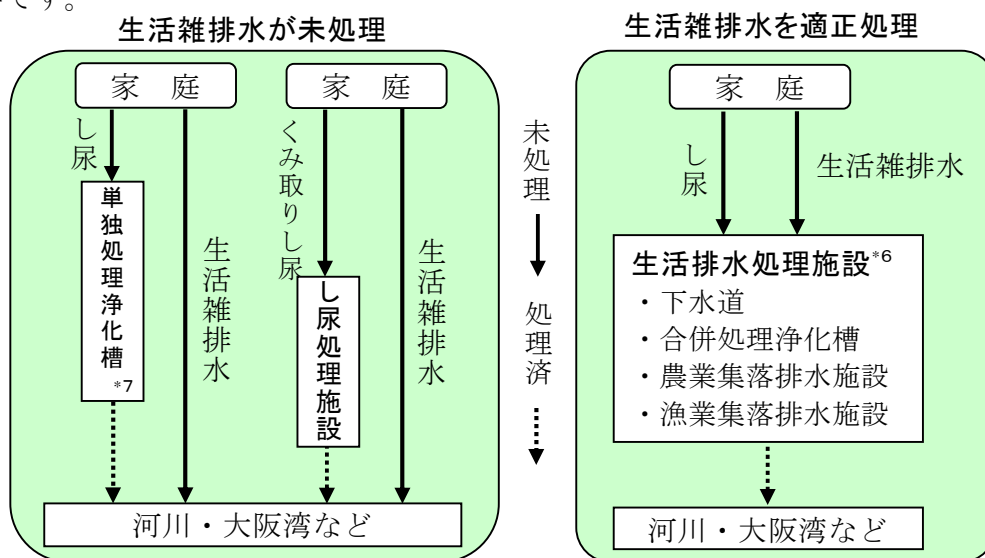 です。
生活雑排水が未処理
家 庭
し尿
単独処理浄化槽
*7
生活雑排水
家 庭
くみ取りし尿
し尿処理施設
生活雑排水
河川・大阪湾など
未処理
処理済
生活雑排水を適正処理
家 庭
し尿
生活雑排水
生活排水処理施設*6
・下水道
・合併処理浄化槽
・農業集落排水施設
・漁業集落排水施設
河川・大阪湾など